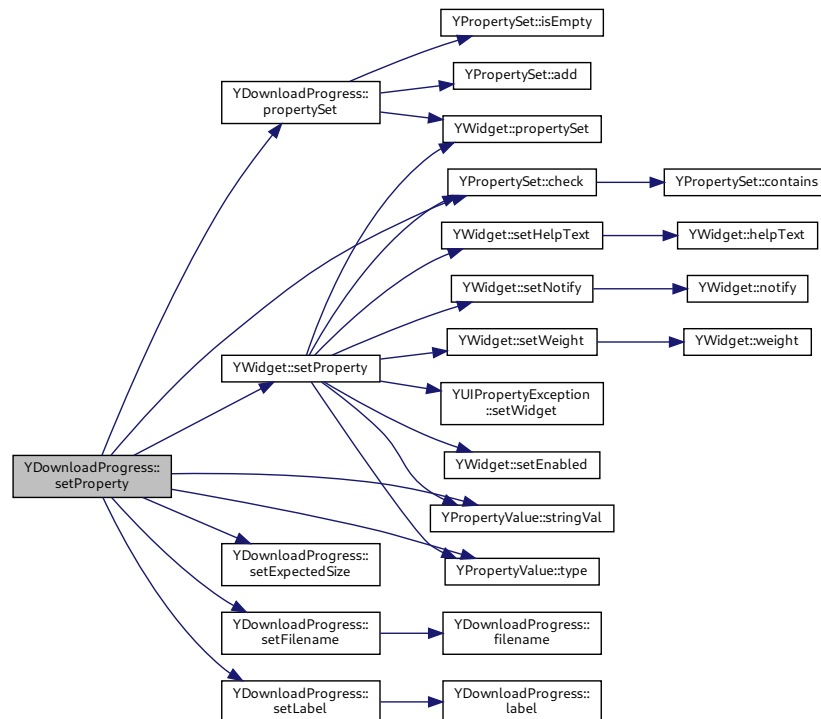 YPropertySet::isEmpty
YPropertySet::add
YDownloadProgress::
propertySet
YWidget::propertySet
YPropertySet::check
YPropertySet::contains
YWidget::setHelpText
YWidget::helpText
YWidget::setNotify
YWidget::notify
YWidget::setWeight
YWidget::weight
YWidget::setProperty
YUIPropertyException
::setWidget
YWidget::setEnabled
YDownloadProgress::
setProperty
YPropertyValue::stringVal
YDownloadProgress::
setExpectedSize
YPropertyValue::type
YDownloadProgress::
setFilename
YDownloadProgress::
filename
YDownloadProgress::
setLabel
YDownloadProgress::
label